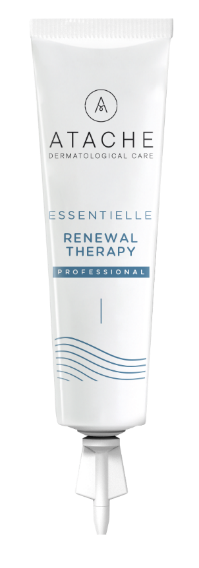 ATACHE
DERMATOLOGICAL CARE
ESSENTIELLE
RENEWAL
THERAPY
PROFESSIONAL